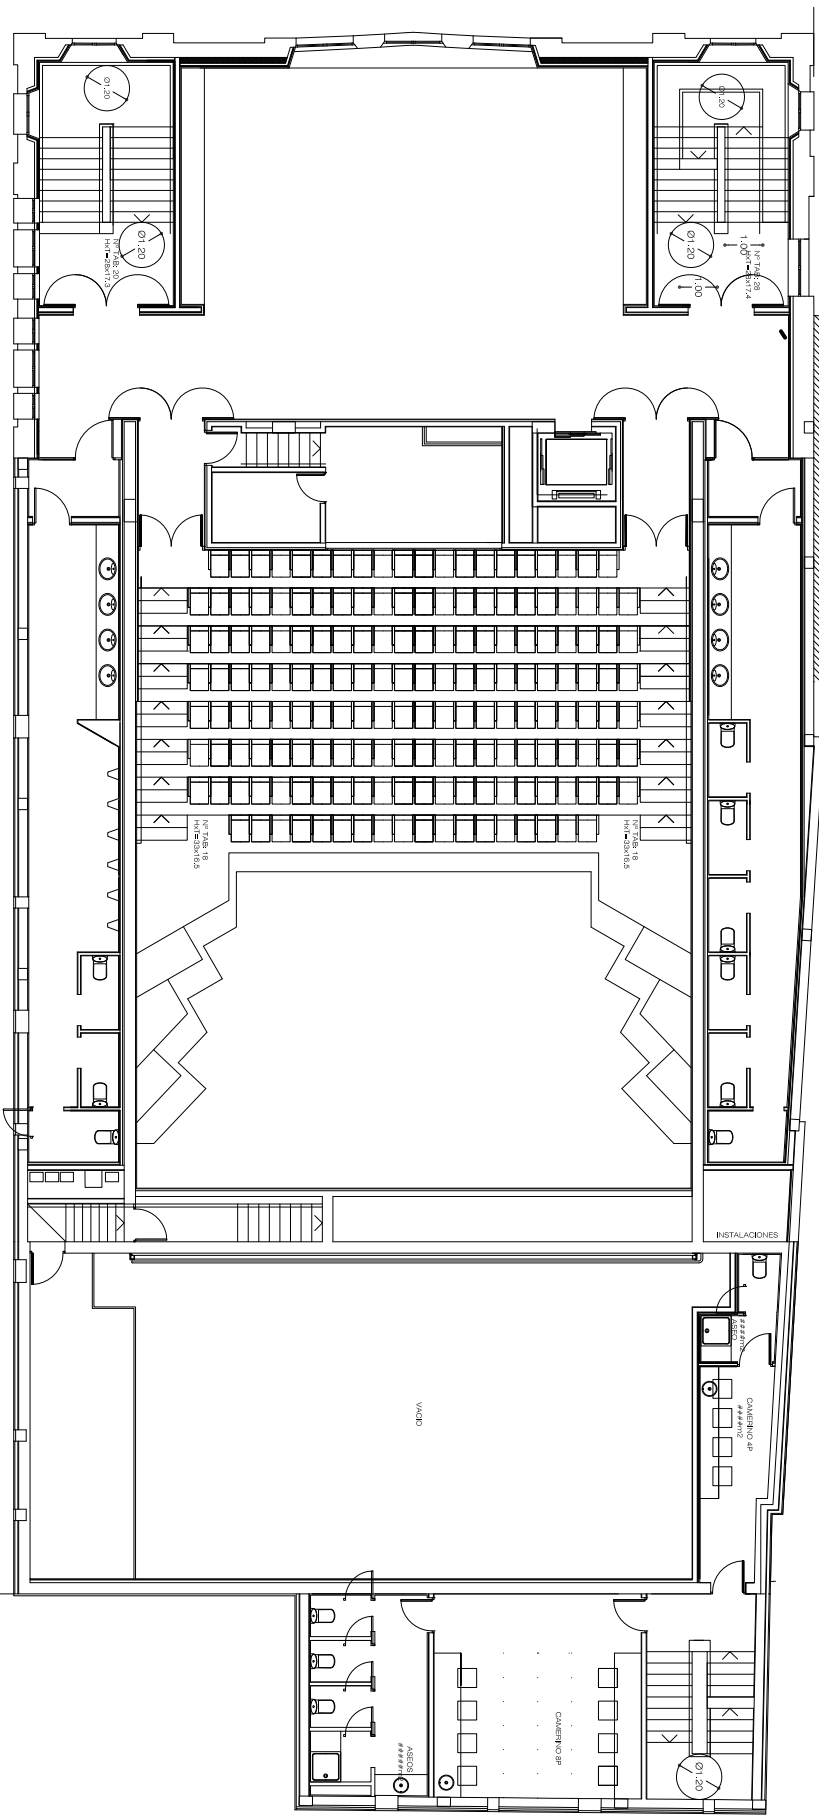 Ø1.20
Ø1.20
Ø1.20
Nº TAB: 20
HxT=28x17.3
Ø1.20
1.00
Nº TAB: 28
HxT=28x17.4
1.00
Nº TAB: 18
HxT=33x16.5
Nº TAB: 18
HxT=33x16.5
INSTALACIONES
ASEO
####m2
CAMERINO 4P
####m2
VACIO
CAMERINO 8P
ASEOS
Ø1.20